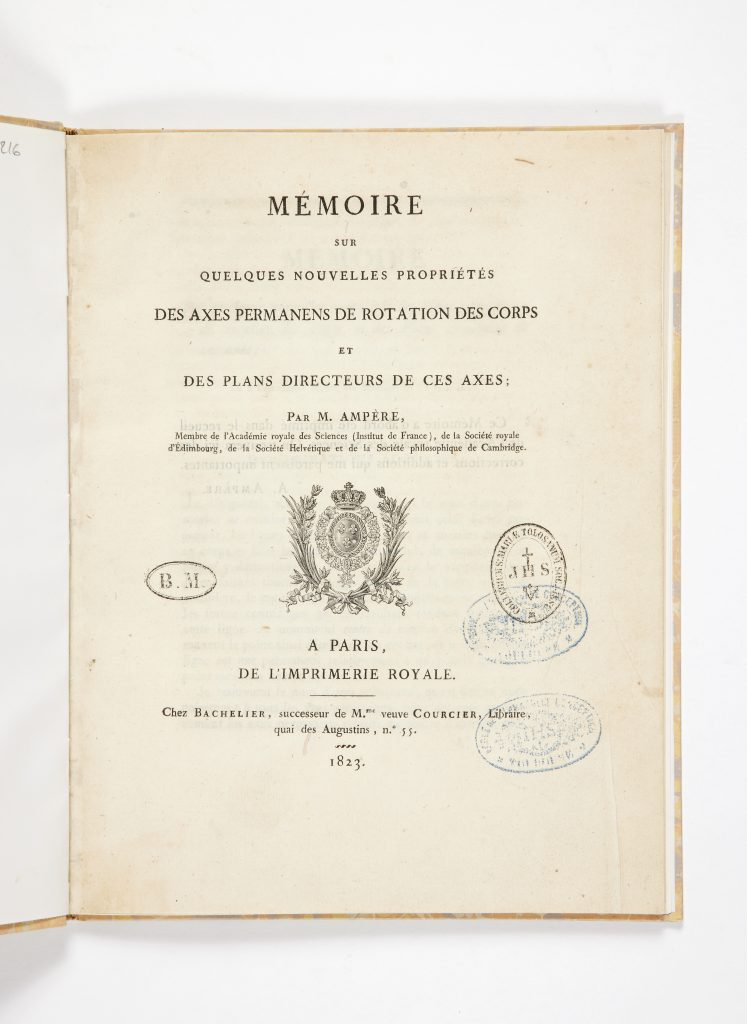 216
MÉMOIRE
SUR
QUELQUES NOUVELLES PROPRIÉTÉS
DES AXES PERMANENS DE ROTATION DES CORPS
ET
DES PLANS DIRECTEURS DE CES AXES;
PAR M. AMPÈRE,
Membre de l'Académie royale des Sciences (Institut de France), de la Société royale
d'Édimbourg, de la Société Helvétique et de la Société philosophique de Cambridge.
B. M.
JHS
A PARIS,
DE L'IMPRIMERIE ROYALE.
Chez BACHELIER, successeur de M.me veuve COURCIER, Libraire,
quai des Augustins, n.° 55.
1823.